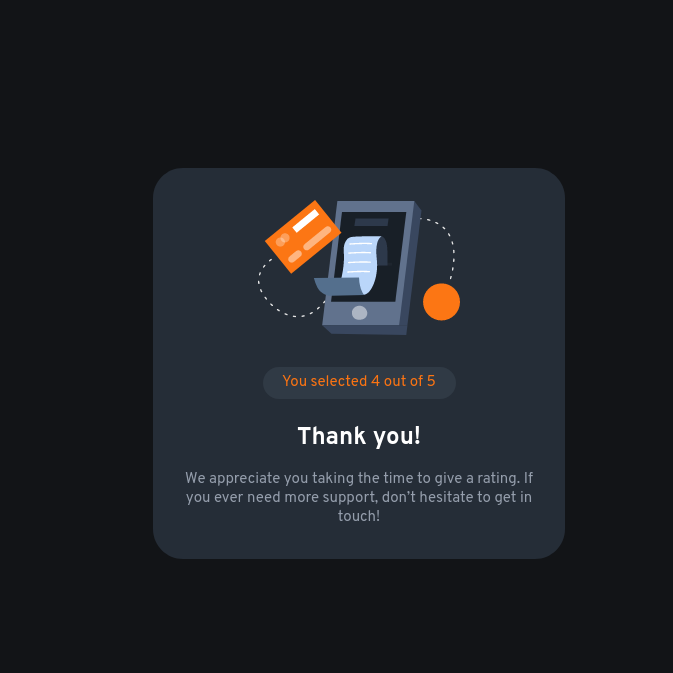 You selected 4 out of 5
Thank you!
We appreciate you taking the time to give a rating. If
you ever need more support, don’t hesitate to get in
touch!